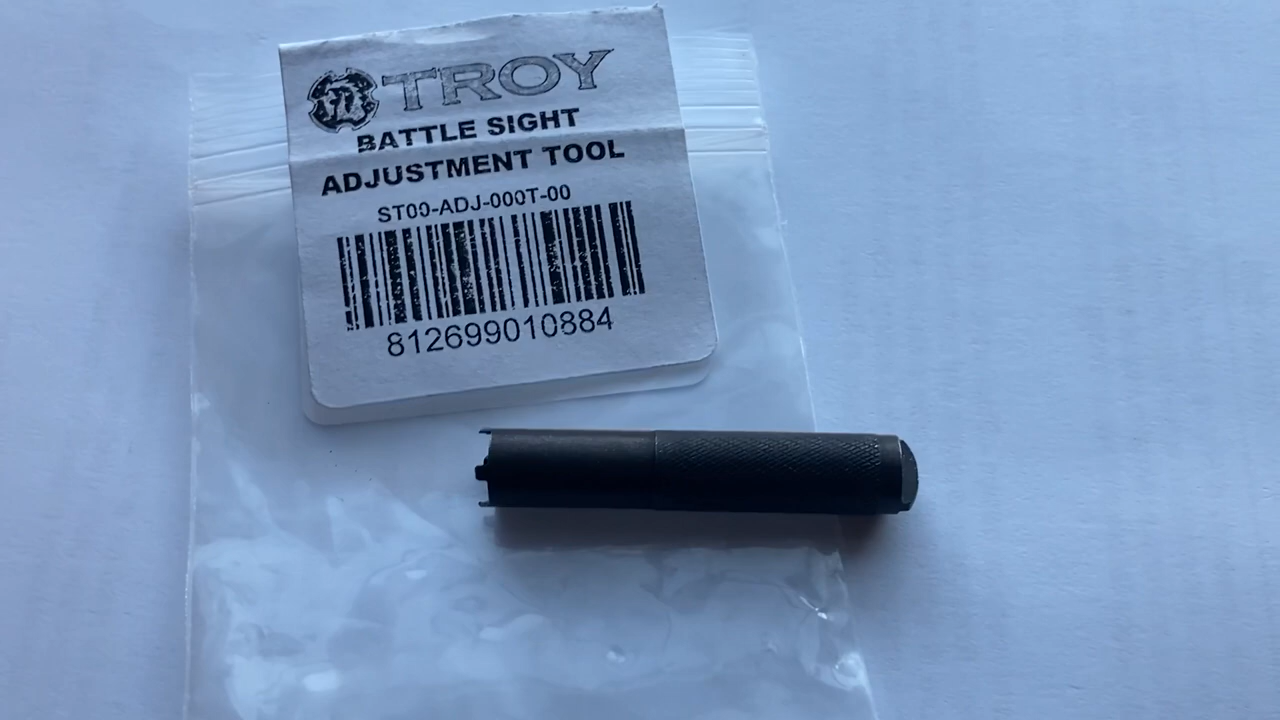 TROY
BATTLE SIGHT
ADJUSTMENT TOOL
ST00-ADJ-000T-00
812699010884